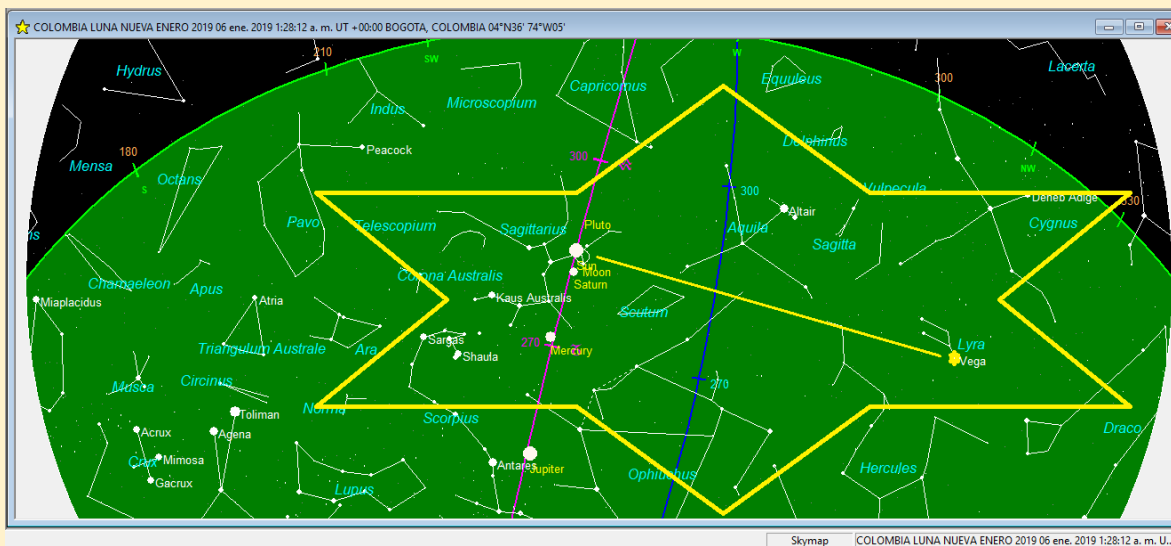 COLOMBIA LUNA NUEVA ENERO 2019 06 ene. 2019 1:28:12 a. m. UT +00:00 BOGOTA, COLOMBIA 04°N36' 74°W05'
210
SW
W
Hydrus
Capricornus
Equuleus
300
Lacerta
Indus
Microscopium
Delphinus
180
S
Mensa
Octans
Peacock
300
NW
Vulpecula
300
Deneb Adige
330
Altair
Pavo
Telescopium
Sagittarius
Pluto
Aquila
Sagitta
Cygnus
Sun
Moon
Saturn
Corona Australis
Chamaeleon
Apus
Miaplacidus
Atria
Kaus Australis
Scutum
Sargas
Shaula
270
Mercury
Lyra
Vega
Triangulum Australe
Ara
Circinus
Musca
270
Norma
Toliman
Scorpius
Acrux
Agena
Draco
Crux
Mimosa
Gacrux
Antares
Jupiter
Ophiuchus
Hercules
Lupus
Skymap
COLOMBIA LUNA NUEVA ENERO 2019 06 ene. 2019 1:28:12 a. m. U...